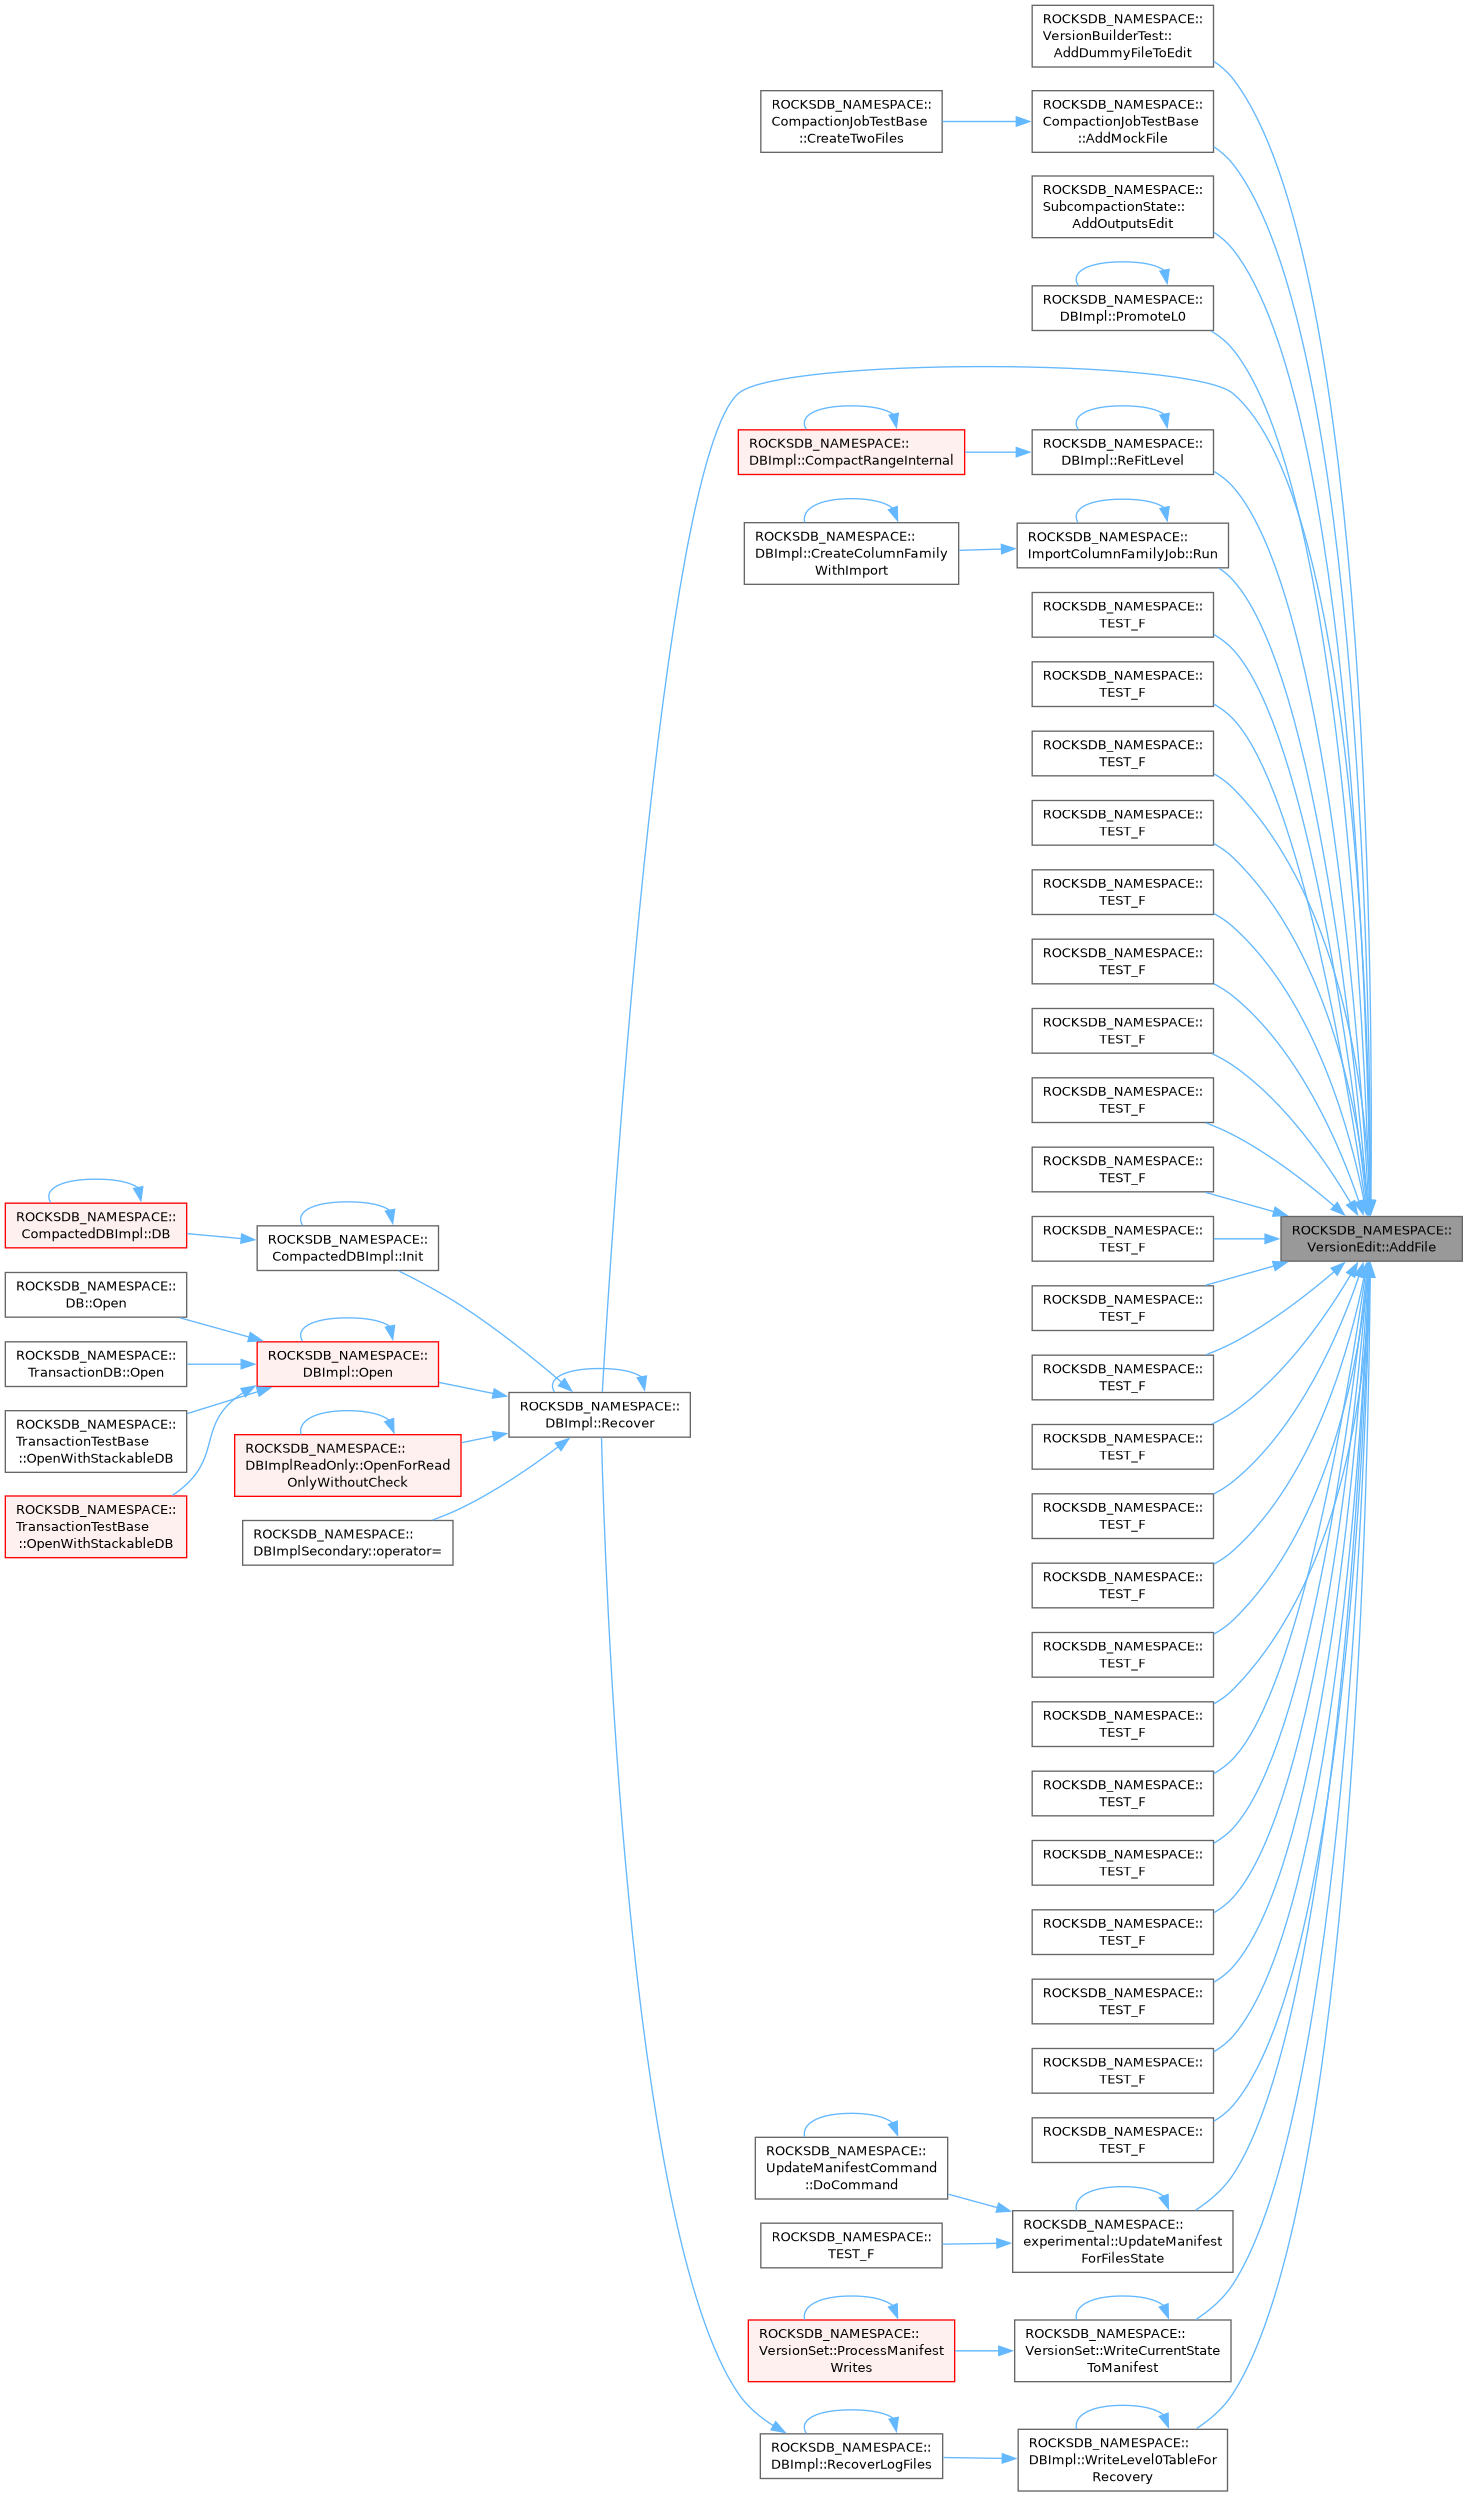 ROCKSDB_NAMESPACE::
VersionBuilderTest::
AddDummyFileToEdit
ROCKSDB_NAMESPACE::
CompactionJobTestBase
::CreateTwoFiles
ROCKSDB_NAMESPACE::
CompactionJobTestBase
::AddMockFile
ROCKSDB_NAMESPACE::
SubcompactionState::
AddOutputsEdit
ROCKSDB_NAMESPACE::
DBImpl::PromoteL0
ROCKSDB_NAMESPACE::
DBImpl::CompactRangeInternal
ROCKSDB_NAMESPACE::
DBImpl::ReFitLevel
ROCKSDB_NAMESPACE::
DBImpl::CreateColumnFamily
WithImport
ROCKSDB_NAMESPACE::
ImportColumnFamilyJob::Run
ROCKSDB_NAMESPACE::
TEST_F
ROCKSDB_NAMESPACE::
TEST_F
ROCKSDB_NAMESPACE::
TEST_F
ROCKSDB_NAMESPACE::
TEST_F
ROCKSDB_NAMESPACE::
TEST_F
ROCKSDB_NAMESPACE::
TEST_F
ROCKSDB_NAMESPACE::
TEST_F
ROCKSDB_NAMESPACE::
TEST_F
ROCKSDB_NAMESPACE::
TEST_F
ROCKSDB_NAMESPACE::
CompactedDBImpl::DB
ROCKSDB_NAMESPACE::
CompactedDBImpl::Init
ROCKSDB_NAMESPACE::
TEST_F
ROCKSDB_NAMESPACE::
VersionEdit::AddFile
ROCKSDB_NAMESPACE::
DB::Open
ROCKSDB_NAMESPACE::
TEST_F
ROCKSDB_NAMESPACE::
TransactionDB::Open
ROCKSDB_NAMESPACE::
DBImpl::Open
ROCKSDB_NAMESPACE::
TEST_F
ROCKSDB_NAMESPACE::
DBImpl::Recover
ROCKSDB_NAMESPACE::
TransactionTestBase
::OpenWithStackableDB
ROCKSDB_NAMESPACE::
DBImplReadOnly::OpenForRead
OnlyWithoutCheck
ROCKSDB_NAMESPACE::
TEST_F
ROCKSDB_NAMESPACE::
TransactionTestBase
::OpenWithStackableDB
ROCKSDB_NAMESPACE::
DBImplSecondary::operator=
ROCKSDB_NAMESPACE::
TEST_F
ROCKSDB_NAMESPACE::
TEST_F
ROCKSDB_NAMESPACE::
TEST_F
ROCKSDB_NAMESPACE::
TEST_F
ROCKSDB_NAMESPACE::
TEST_F
ROCKSDB_NAMESPACE::
TEST_F
ROCKSDB_NAMESPACE::
TEST_F
ROCKSDB_NAMESPACE::
TEST_F
ROCKSDB_NAMESPACE::
TEST_F
ROCKSDB_NAMESPACE::
TEST_F
ROCKSDB_NAMESPACE::
UpdateManifestCommand
::DoCommand
ROCKSDB_NAMESPACE::
TEST_F
ROCKSDB_NAMESPACE::
experimental::UpdateManifest
ForFilesState
ROCKSDB_NAMESPACE::
VersionSet::ProcessManifest
Writes
ROCKSDB_NAMESPACE::
VersionSet::WriteCurrentState
ToManifest
ROCKSDB_NAMESPACE::
DBImpl::RecoverLogFiles
ROCKSDB_NAMESPACE::
DBImpl::WriteLevel0TableFor
Recovery